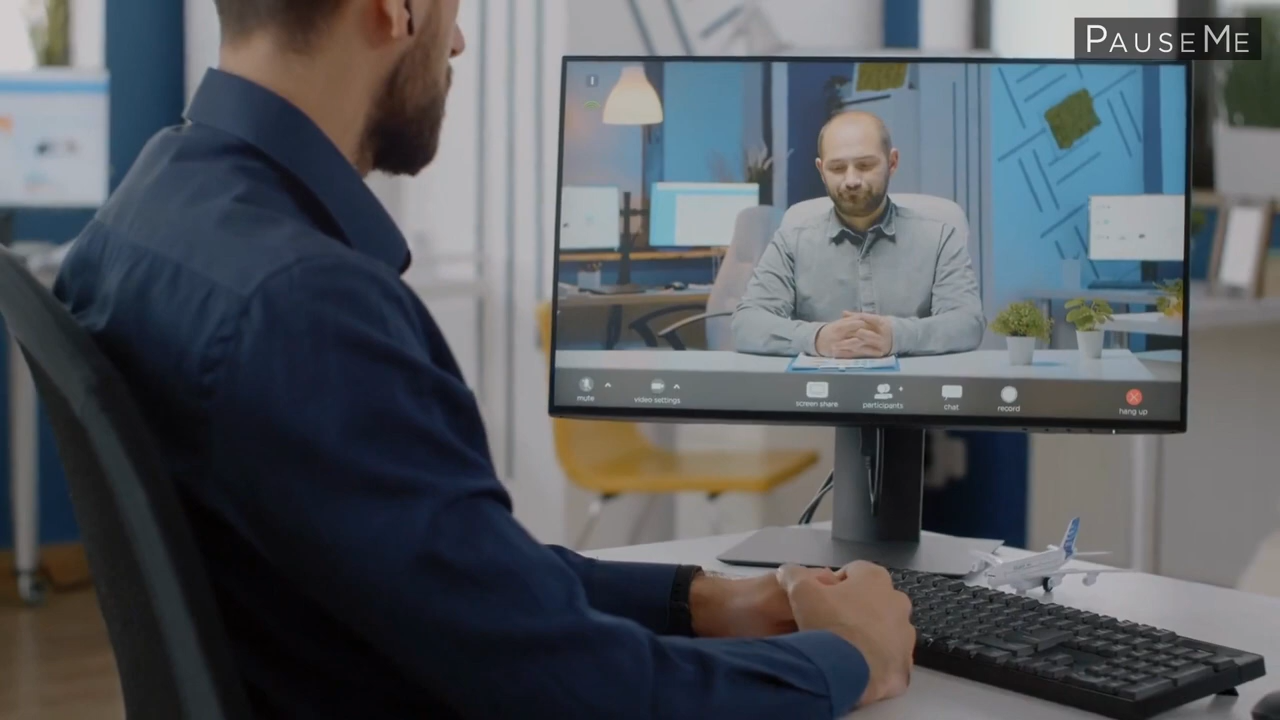 PAUSEME
mute
video settings
screen share
participants
chat
record
hang up